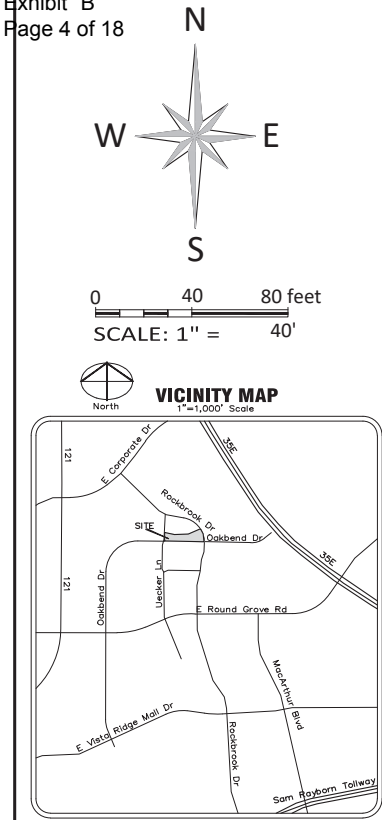 Exhibit "B"
Page 4 of 18
N
W E
S
0 40 80 feet
SCALE: 1" = 40'
North
VICINITY MAP
1"=1,000' Scale
121
E Corporate Dr
35E
Rockbrook Dr
SITE
Oakbend Dr
35E
121
Oakbend Dr
Uecker Ln
E Round Grove Rd
MacArthur Blvd
E Vista Ridge Mall Dr
Rockbrook Dr
Sam Rayborn Tollway